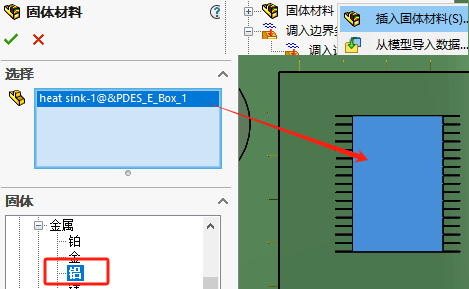 固体材料
选择
heat sink-1@&PDES_E_Box_1
固体
金属
铂
金
铝
固体材料
调入边界
调入边
插入固体材料(S)...
从模型导入数据...